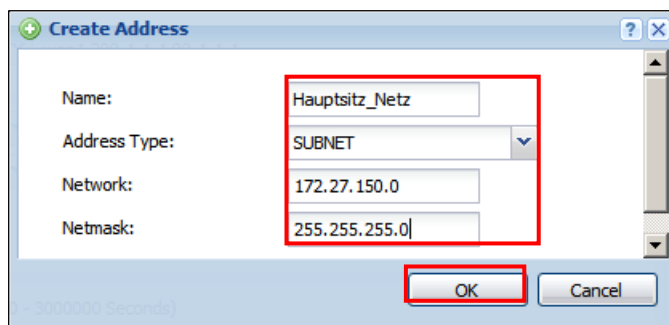 Create Address
Name: Hauptsitz_Netz
Address Type: SUBNET
Network: 172.27.150.0
Netmask: 255.255.255.0
OK Cancel
0 - 3000000 Seconds)